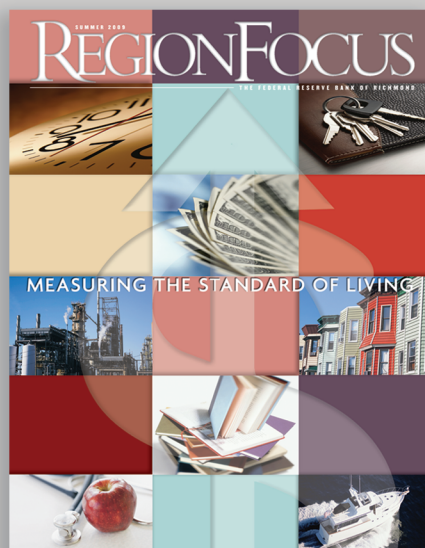 SUMMER 2008
REGIONFOCUS
THE FEDERAL RESERVE BANK OF RICHMOND
MEASURING THE STANDARD OF LIVING